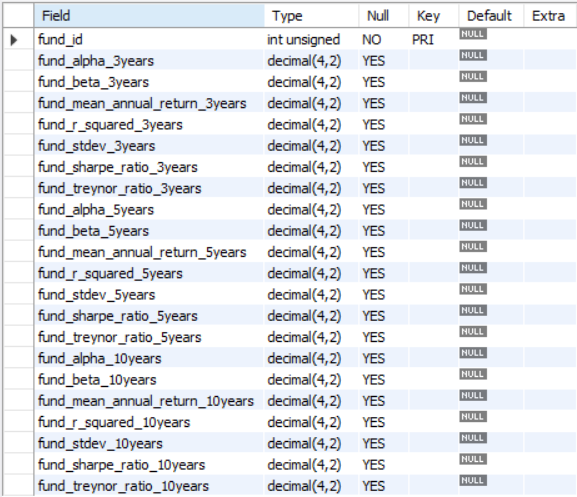 Field Type Null Key Default Extra
fund_id int unsigned NO PRI NULL
fund_alpha_3years decimal(4,2) YES NULL
fund_beta_3years decimal(4,2) YES NULL
fund_mean_annual_return_3years decimal(4,2) YES NULL
fund_r_squared_3years decimal(4,2) YES NULL
fund_stdev_3years decimal(4,2) YES NULL
fund_sharpe_ratio_3years decimal(4,2) YES NULL
fund_treynor_ratio_3years decimal(4,2) YES NULL
fund_alpha_5years decimal(4,2) YES NULL
fund_beta_5years decimal(4,2) YES NULL
fund_mean_annual_return_5years decimal(4,2) YES NULL
fund_r_squared_5years decimal(4,2) YES NULL
fund_stdev_5years decimal(4,2) YES NULL
fund_sharpe_ratio_5years decimal(4,2) YES NULL
fund_treynor_ratio_5years decimal(4,2) YES NULL
fund_alpha_10years decimal(4,2) YES NULL
fund_beta_10years decimal(4,2) YES NULL
fund_mean_annual_return_10years decimal(4,2) YES NULL
fund_r_squared_10years decimal(4,2) YES NULL
fund_stdev_10years decimal(4,2) YES NULL
fund_sharpe_ratio_10years decimal(4,2) YES NULL
fund_treynor_ratio_10years decimal(4,2) YES NULL